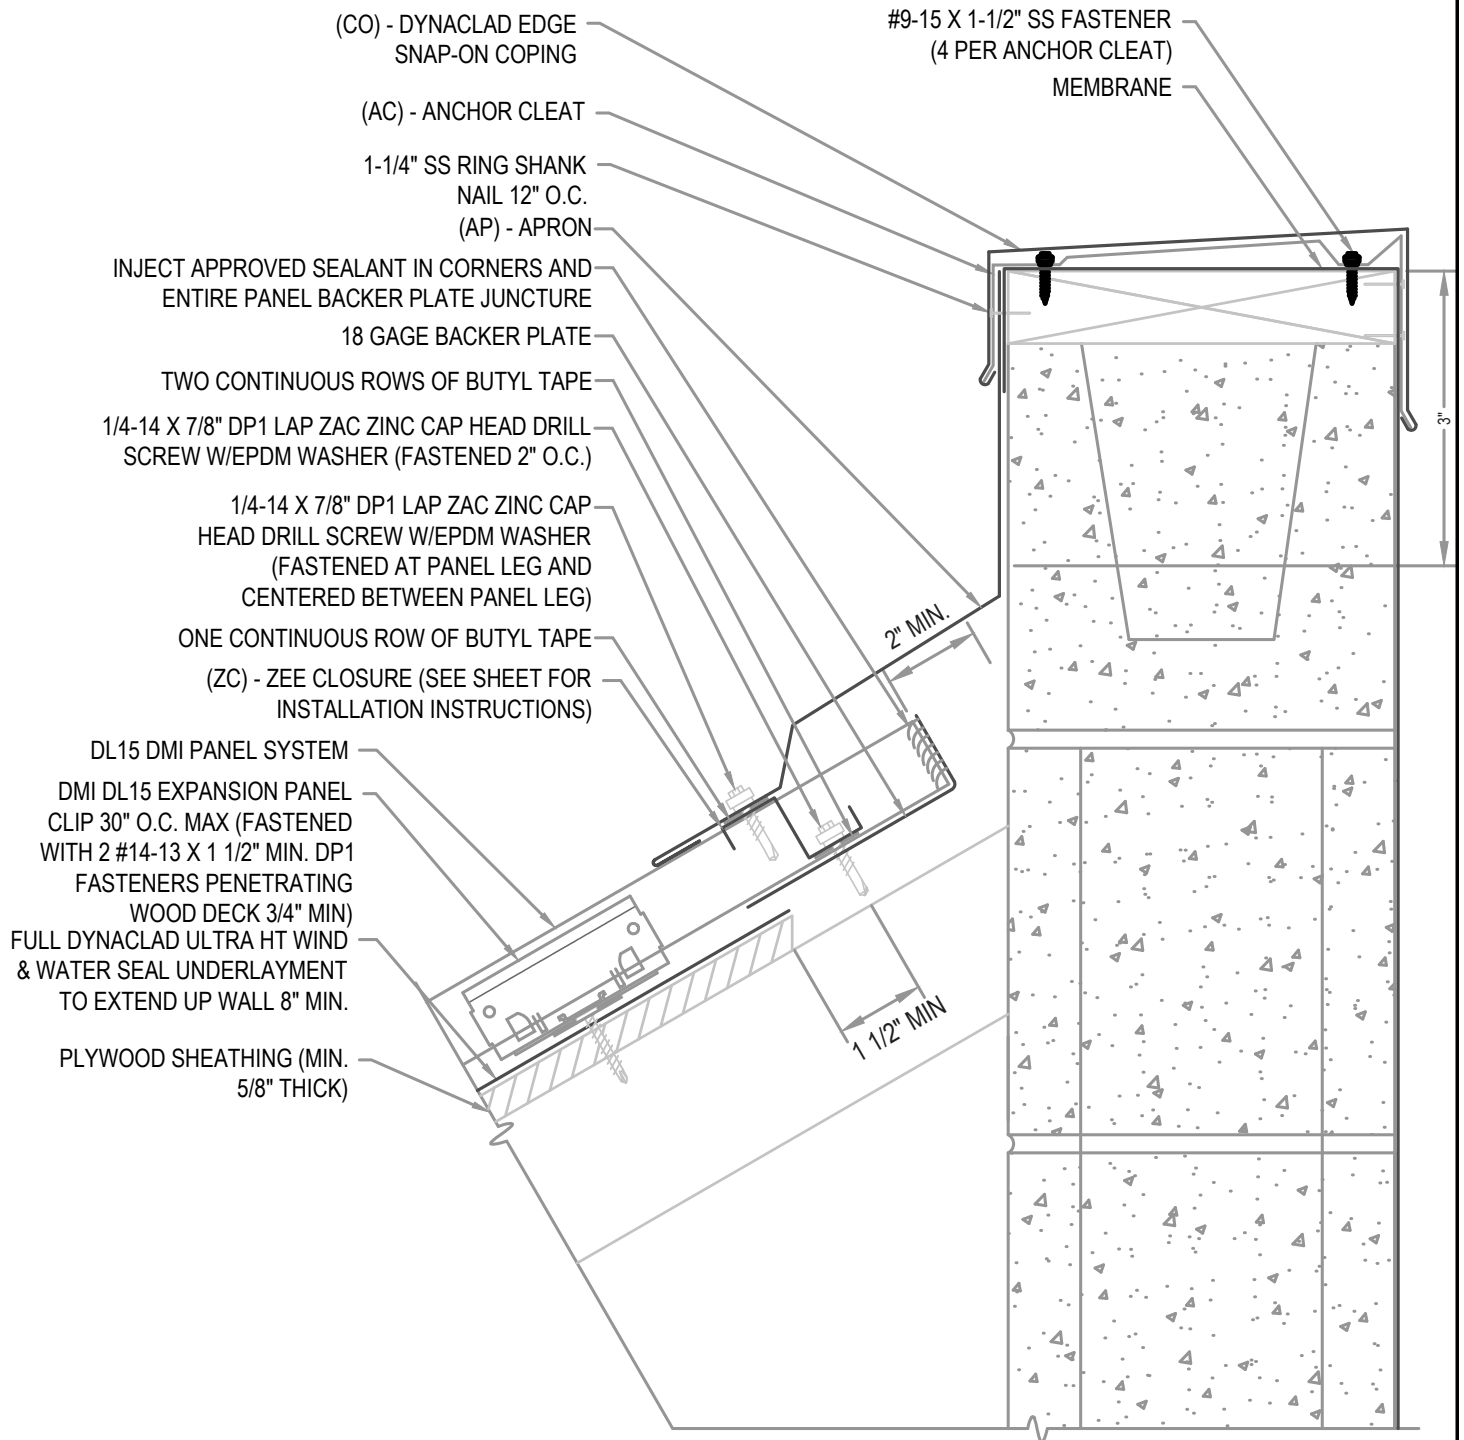 (CO) - DYNACLAD EDGE
SNAP-ON COPING
(AC) - ANCHOR CLEAT
1-1/4" SS RING SHANK
NAIL 12" O.C.
(AP) - APRON
INJECT APPROVED SEALANT IN CORNERS AND
ENTIRE PANEL BACKER PLATE JUNCTURE
18 GAGE BACKER PLATE
TWO CONTINUOUS ROWS OF BUTYL TAPE
1/4-14 X 7/8" DP1 LAP ZAC ZINC CAP HEAD DRILL
SCREW W/EPDM WASHER (FASTENED 2" O.C.)
1/4-14 X 7/8" DP1 LAP ZAC ZINC CAP
HEAD DRILL SCREW W/EPDM WASHER
(FASTENED AT PANEL LEG AND
CENTERED BETWEEN PANEL LEG)
ONE CONTINUOUS ROW OF BUTYL TAPE
(ZC) - ZEE CLOSURE (SEE SHEET FOR
INSTALLATION INSTRUCTIONS)
DL15 DMI PANEL SYSTEM
DMI DL15 EXPANSION PANEL
CLIP 30" O.C. MAX (FASTENED
WITH 2 #14-13 X 1 1/2" MIN. DP1
FASTENERS PENETRATING
WOOD DECK 3/4" MIN)
FULL DYNACLAD ULTRA HT WIND
& WATER SEAL UNDERLAYMENT
TO EXTEND UP WALL 8" MIN.
PLYWOOD SHEATHING (MIN.
5/8" THICK)
#9-15 X 1-1/2" SS FASTENER
(4 PER ANCHOR CLEAT)
MEMBRANE
3"
2" MIN.
1 1/2" MIN